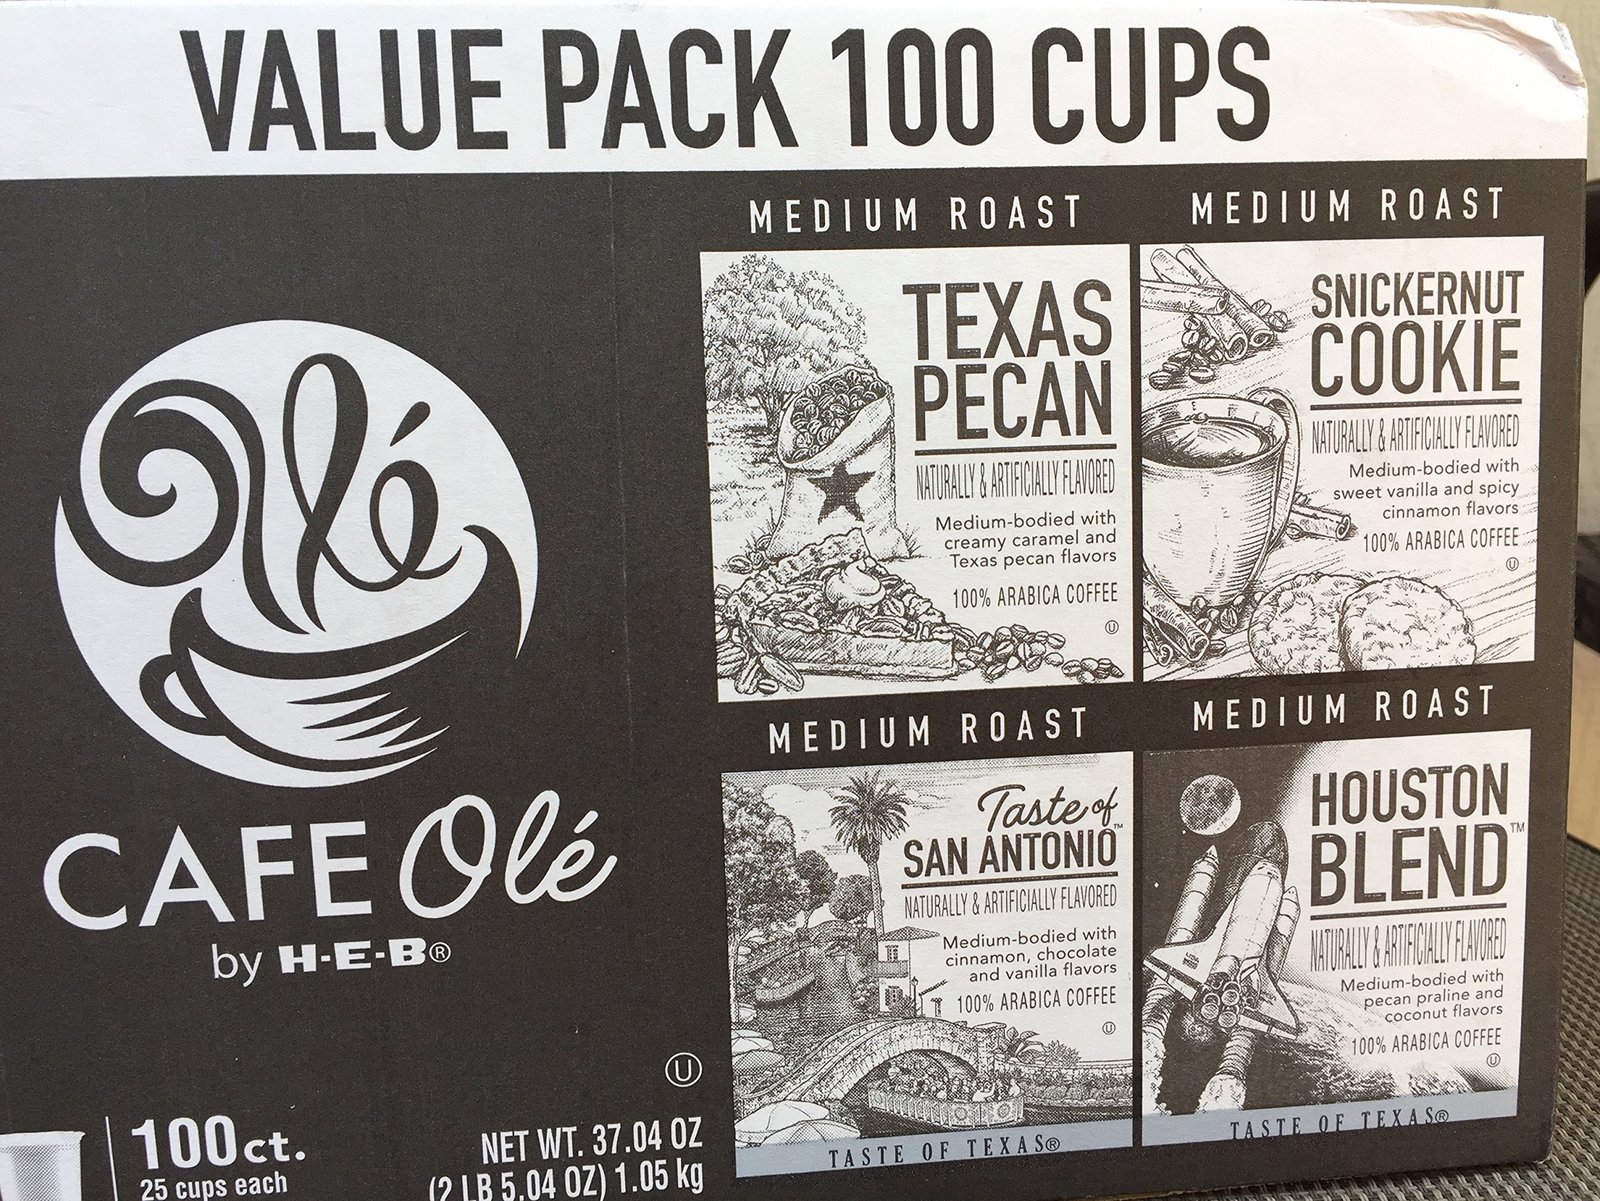 VALUE PACK 100 CUPS
Olé
CAFE Olé
by H-E-B®
U
100 ct.
25 cups each
NET WT. 37.04 OZ
(2 LB 5.04 OZ) 1.05 kg
MEDIUM ROAST
TEXAS
PECAN
NATURALLY & ARTIFICIALLY FLAVORED
Medium-bodied with
creamy caramel and
Texas pecan flavors
100% ARABICA COFFEE
U
MEDIUM ROAST
SNICKERNUT
COOKIE
NATURALLY & ARTIFICIALLY FLAVORED
Medium-bodied with
sweet vanilla and spicy
cinnamon flavors
100% ARABICA COFFEE
U
MEDIUM ROAST
Taste of
SAN ANTONIO™
NATURALLY & ARTIFICIALLY FLAVORED
Medium-bodied with
cinnamon, chocolate
and vanilla flavors
100% ARABICA COFFEE
U
TASTE OF TEXAS®
MEDIUM ROAST
HOUSTON
BLEND™
NATURALLY & ARTIFICIALLY FLAVORED
Medium-bodied with
pecan praline and
coconut flavors
100% ARABICA COFFEE
U
TASTE OF TEXAS®